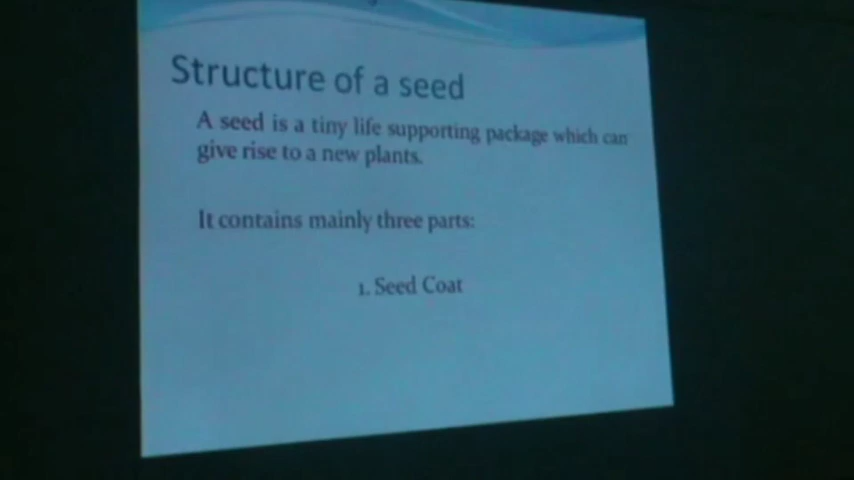 Structure of a seed
A seed is a tiny life supporting package which can
give rise to a new plants.
It contains mainly three parts:
1. Seed Coat